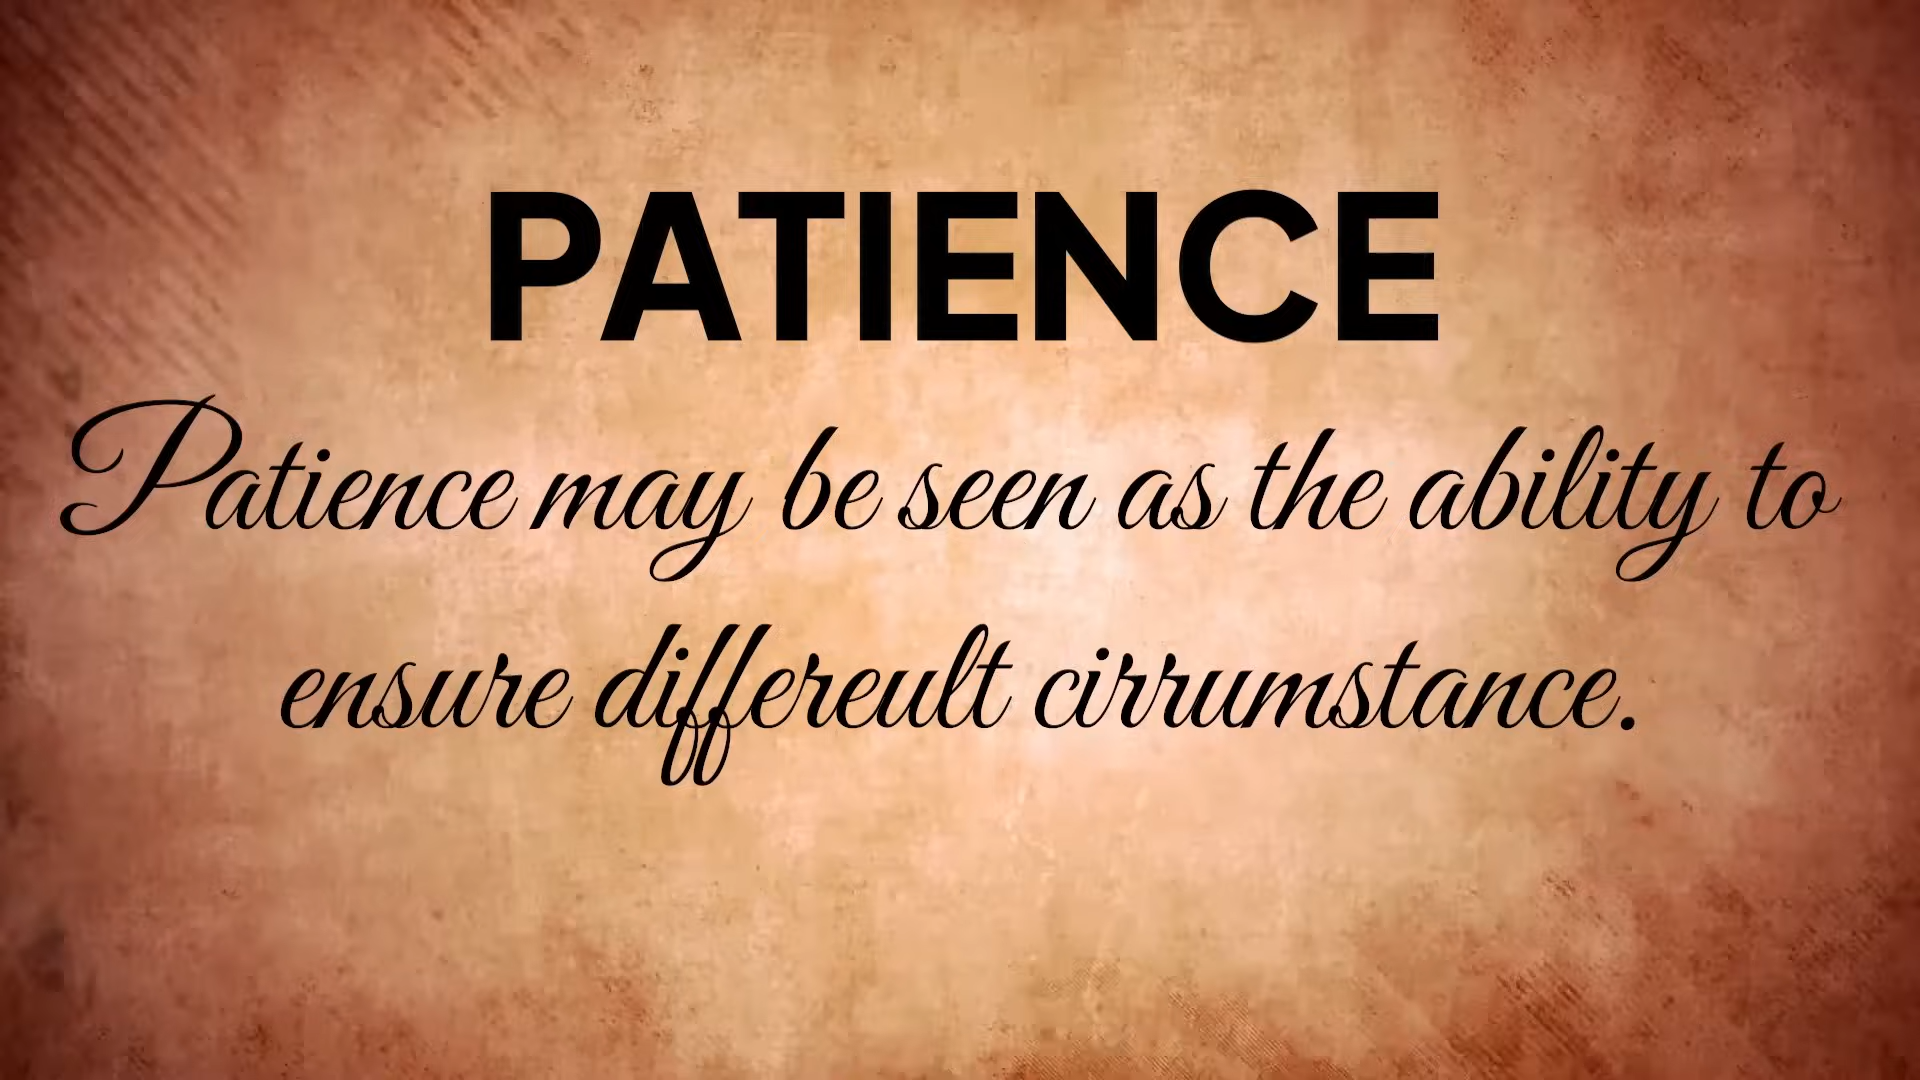 PATIENCE
Patience may be seen as the ability to
ensure differeult cirrumstance.